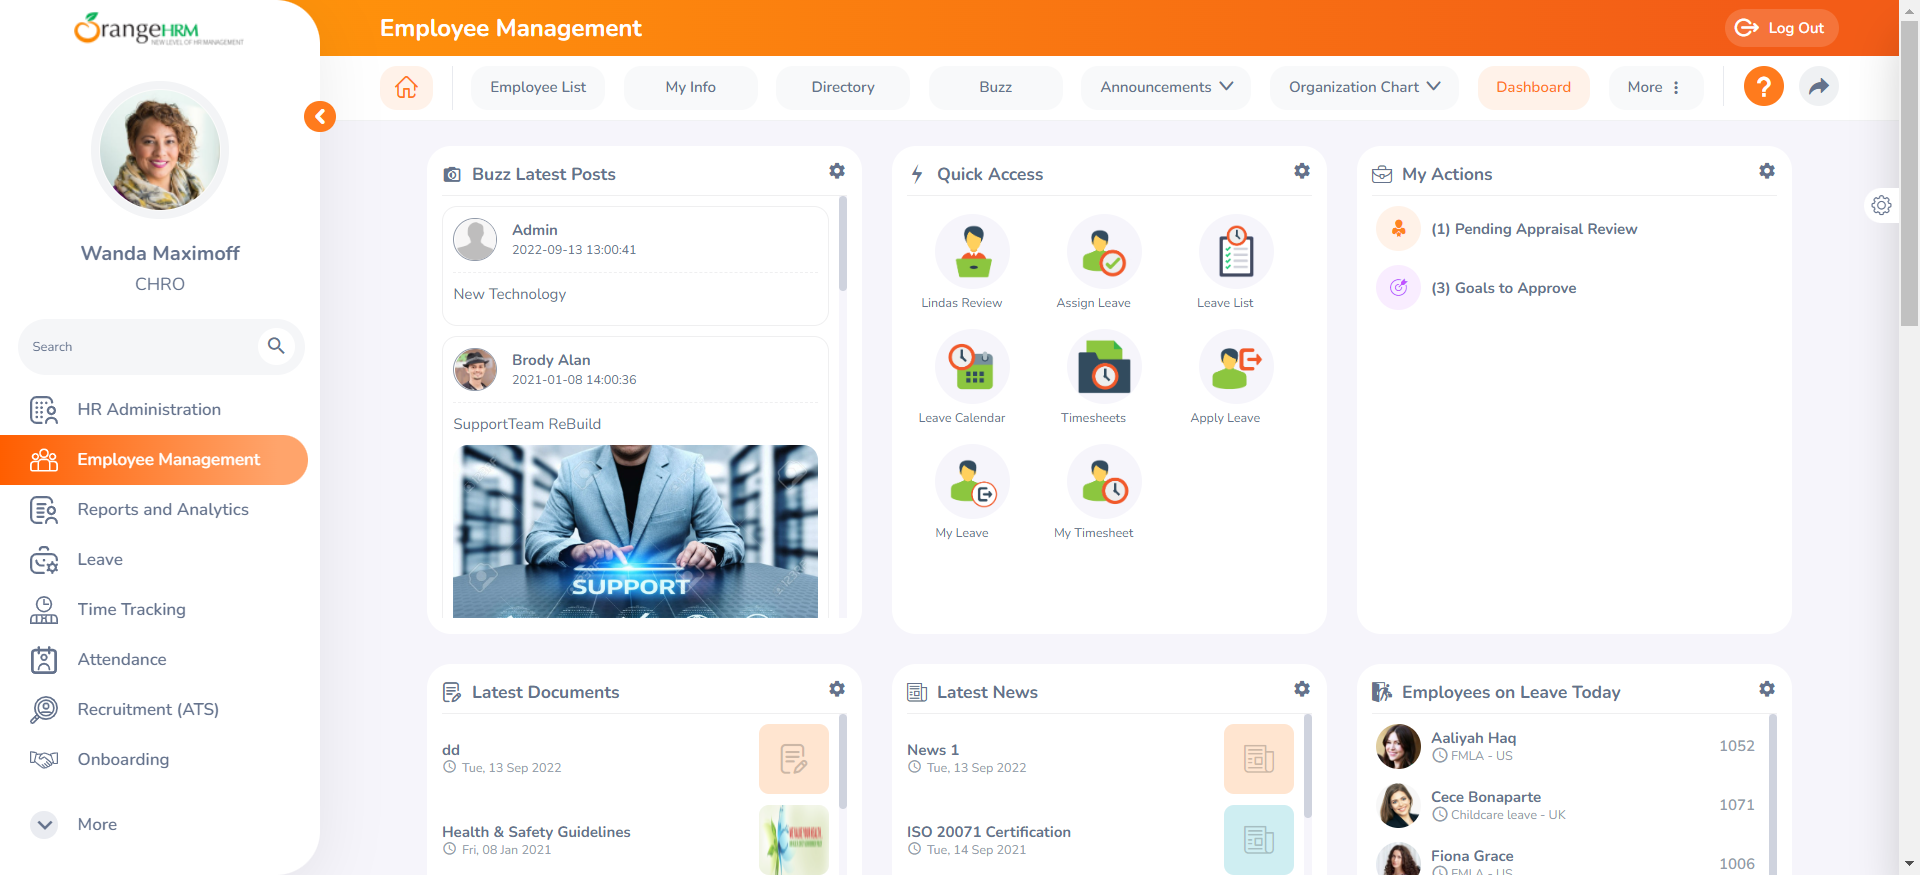 OrangeHRM
NEW LEVEL OF HR MANAGEMENT
Employee Management
Log Out
Employee List
My Info
Directory
Buzz
Announcements
Organization Chart
Dashboard
More
?
Wanda Maximoff
CHRO
Search
HR Administration
Employee Management
Reports and Analytics
Leave
Time Tracking
Attendance
Recruitment (ATS)
Onboarding
More
Buzz Latest Posts
Admin
2022-09-13 13:00:41
New Technology
Brody Alan
2021-01-08 14:00:36
SupportTeam ReBuild
SUPPORT
Quick Access
Lindas Review
Assign Leave
Leave List
Leave Calendar
Timesheets
Apply Leave
My Leave
My Timesheet
My Actions
(1) Pending Appraisal Review
(3) Goals to Approve
Latest Documents
dd
Tue, 13 Sep 2022
Health & Safety Guidelines
Fri, 08 Jan 2021
Latest News
News 1
Tue, 13 Sep 2022
ISO 20071 Certification
Tue, 14 Sep 2021
Employees on Leave Today
Aaliyah Haq
FMLA - US
1052
Cece Bonaparte
Childcare leave - UK
1071
Fiona Grace
FMLA - US
1006